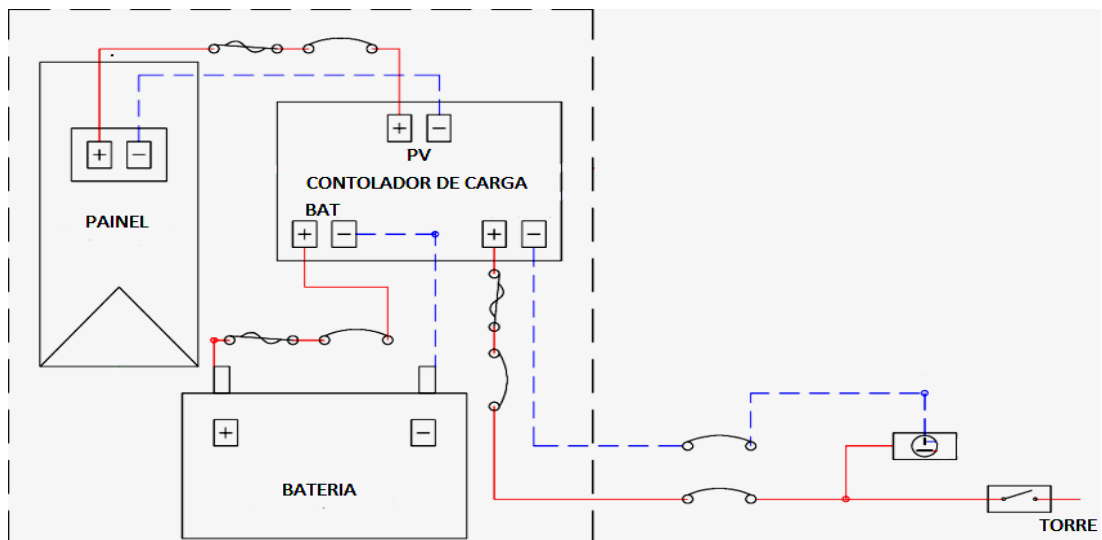 + −
PAINEL
+ −
PV
CONTOLADOR DE CARGA
BAT
+ − + −
+ −
BATERIA
TORRE